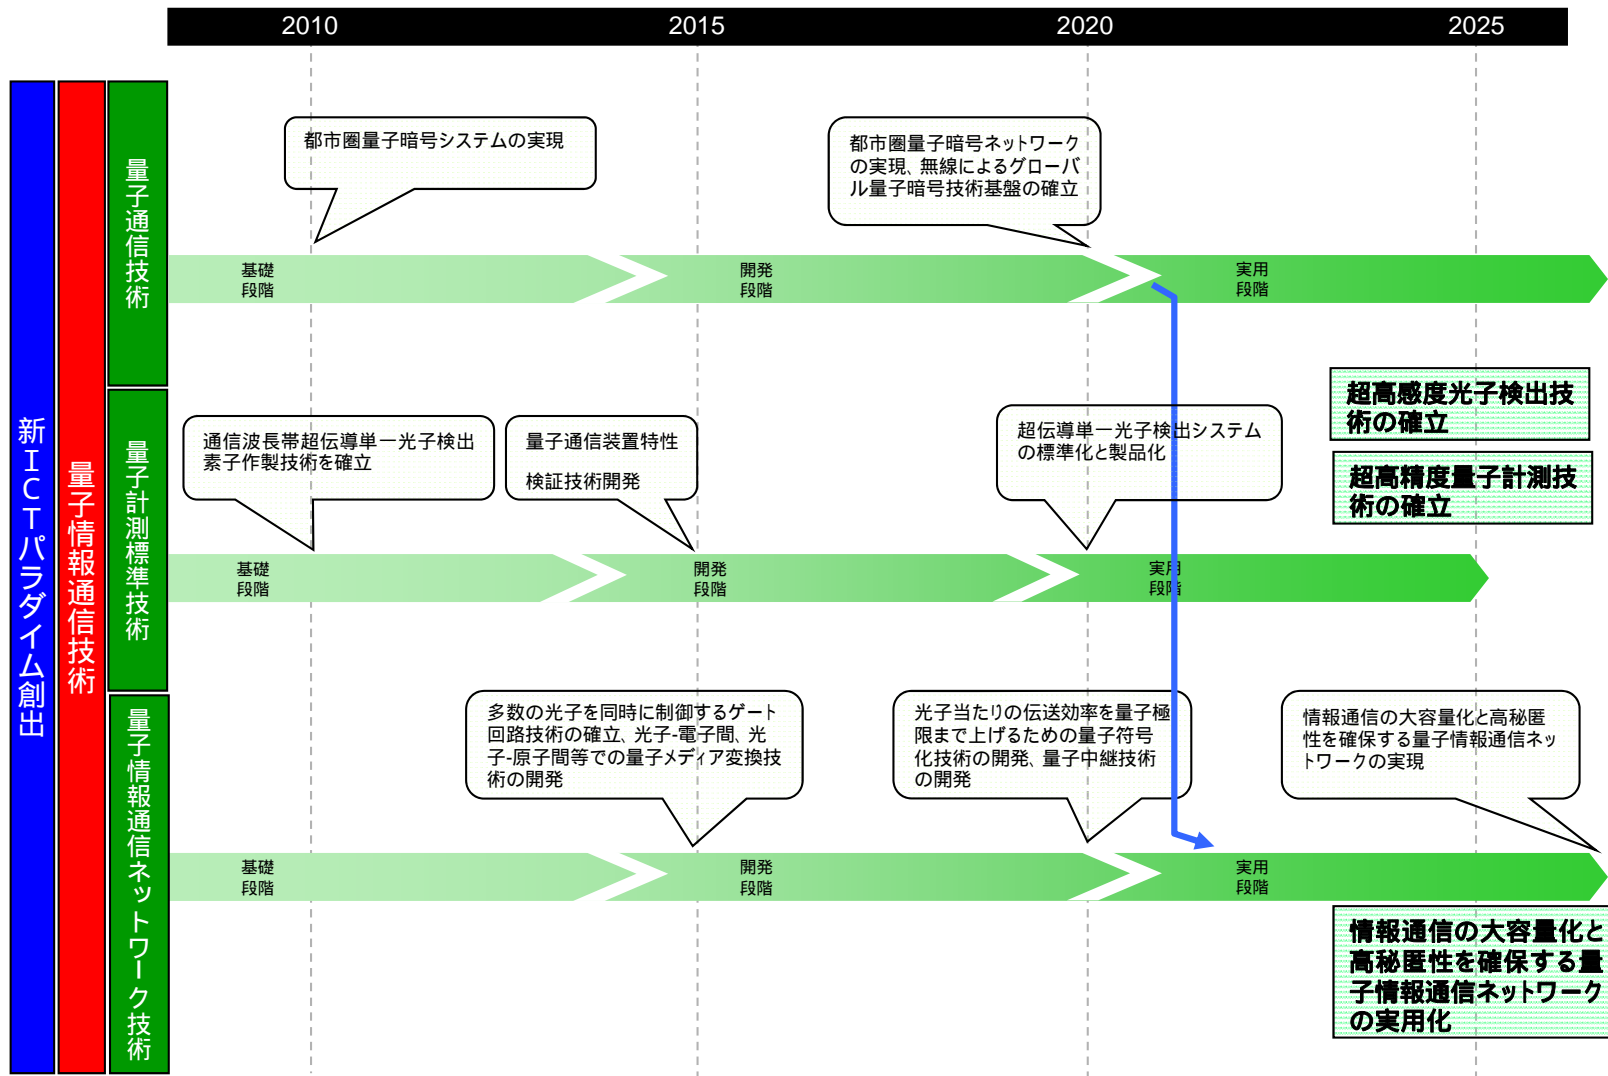 2010
2015
2020
2025
新ICTパラダイム創出
量子情報通信技術
量子通信技術
都市圏量子暗号システムの実現
都市圏量子暗号ネットワーク
の実現、無線によるグローバ
ル量子暗号技術基盤の確立
基礎
段階
開発
段階
実用
段階
超高感度光子検出技
術の確立
超高精度量子計測技
術の確立
量子計測標準技術
通信波長帯超伝導単一光子検出
素子作製技術を確立
量子通信装置特性
検証技術開発
超伝導単一光子検出システム
の標準化と製品化
基礎
段階
開発
段階
実用
段階
量子情報通信ネットワーク技術
多数の光子を同時に制御するゲート
回路技術の確立、光子-電子間、光
子-原子間等での量子メディア変換技
術の開発
光子当たりの伝送効率を量子極
限まで上げるための量子符号
化技術の開発、量子中継技術
の開発
情報通信の大容量化と高秘匿
性を確保する量子情報通信ネッ
トワークの実現
基礎
段階
開発
段階
実用
段階
情報通信の大容量化と
高秘匿性を確保する量
子情報通信ネットワーク
の実用化